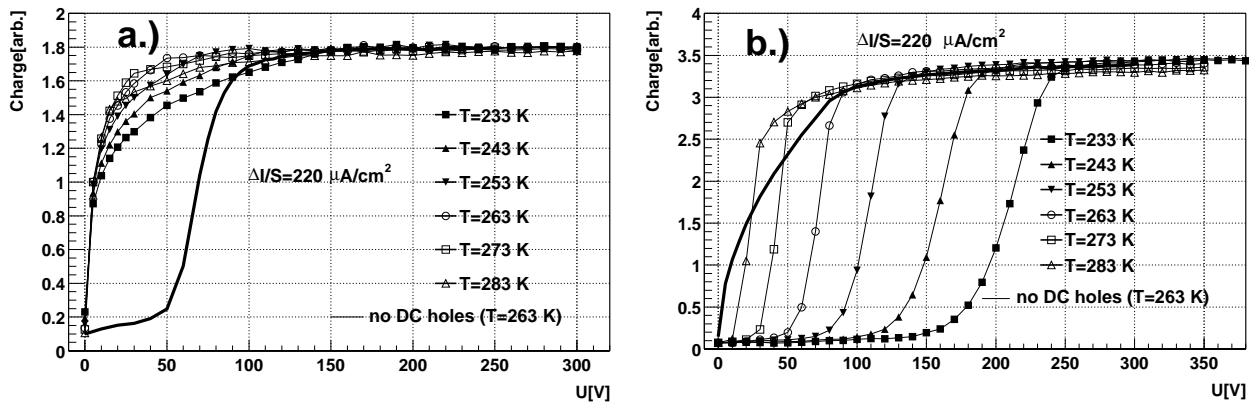 a.)
Charge[arb.]
2
1.8
1.6
1.4
1.2
1
0.8
0.6
0.4
0.2
0
T=233 K
T=243 K
T=253 K
T=263 K
T=273 K
T=283 K
ΔI/S=220 μA/cm²
no DC holes (T=263 K)
0 50 100 150 200 250 300
U[V]
b.)
Charge[arb.]
4
3.5
3
2.5
2
1.5
1
0.5
0
ΔI/S=220 μA/cm²
T=233 K
T=243 K
T=253 K
T=263 K
T=273 K
T=283 K
no DC holes (T=263 K)
0 50 100 150 200 250 300 350
U[V]